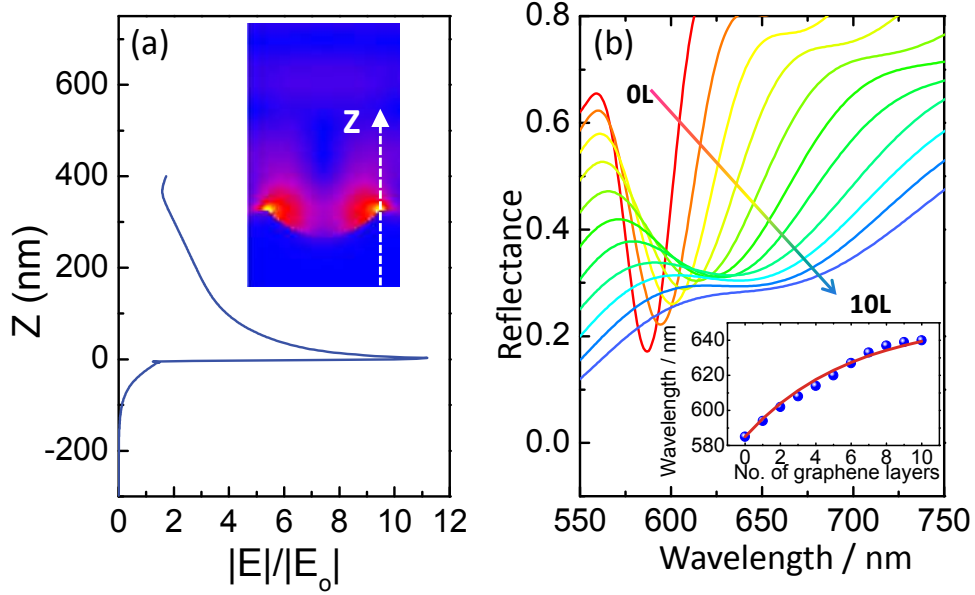 (a)
Z
Z (nm)
600
400
200
0
-200
0
2
4
6
8
10
12
|E|/|Eₒ|
(b)
0L
10L
Reflectance
0.8
0.6
0.4
0.2
0.0
550
600
650
700
750
Wavelength / nm
Wavelength / nm
640
620
600
580
0
2
4
6
8
10
No. of graphene layers